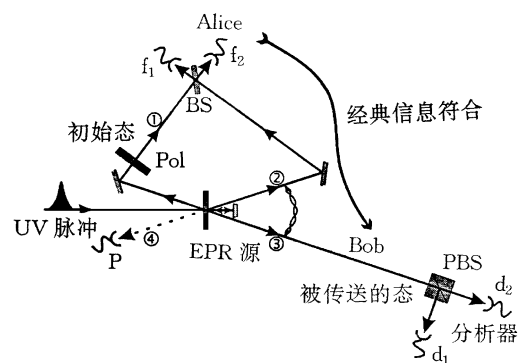 Alice
f₁
f₂
BS
①
经典信息符合
初始态
Pol
②
UV 脉冲
④
P
EPR 源
③
Bob
PBS
被传送的态
d₂
分析器
d₁